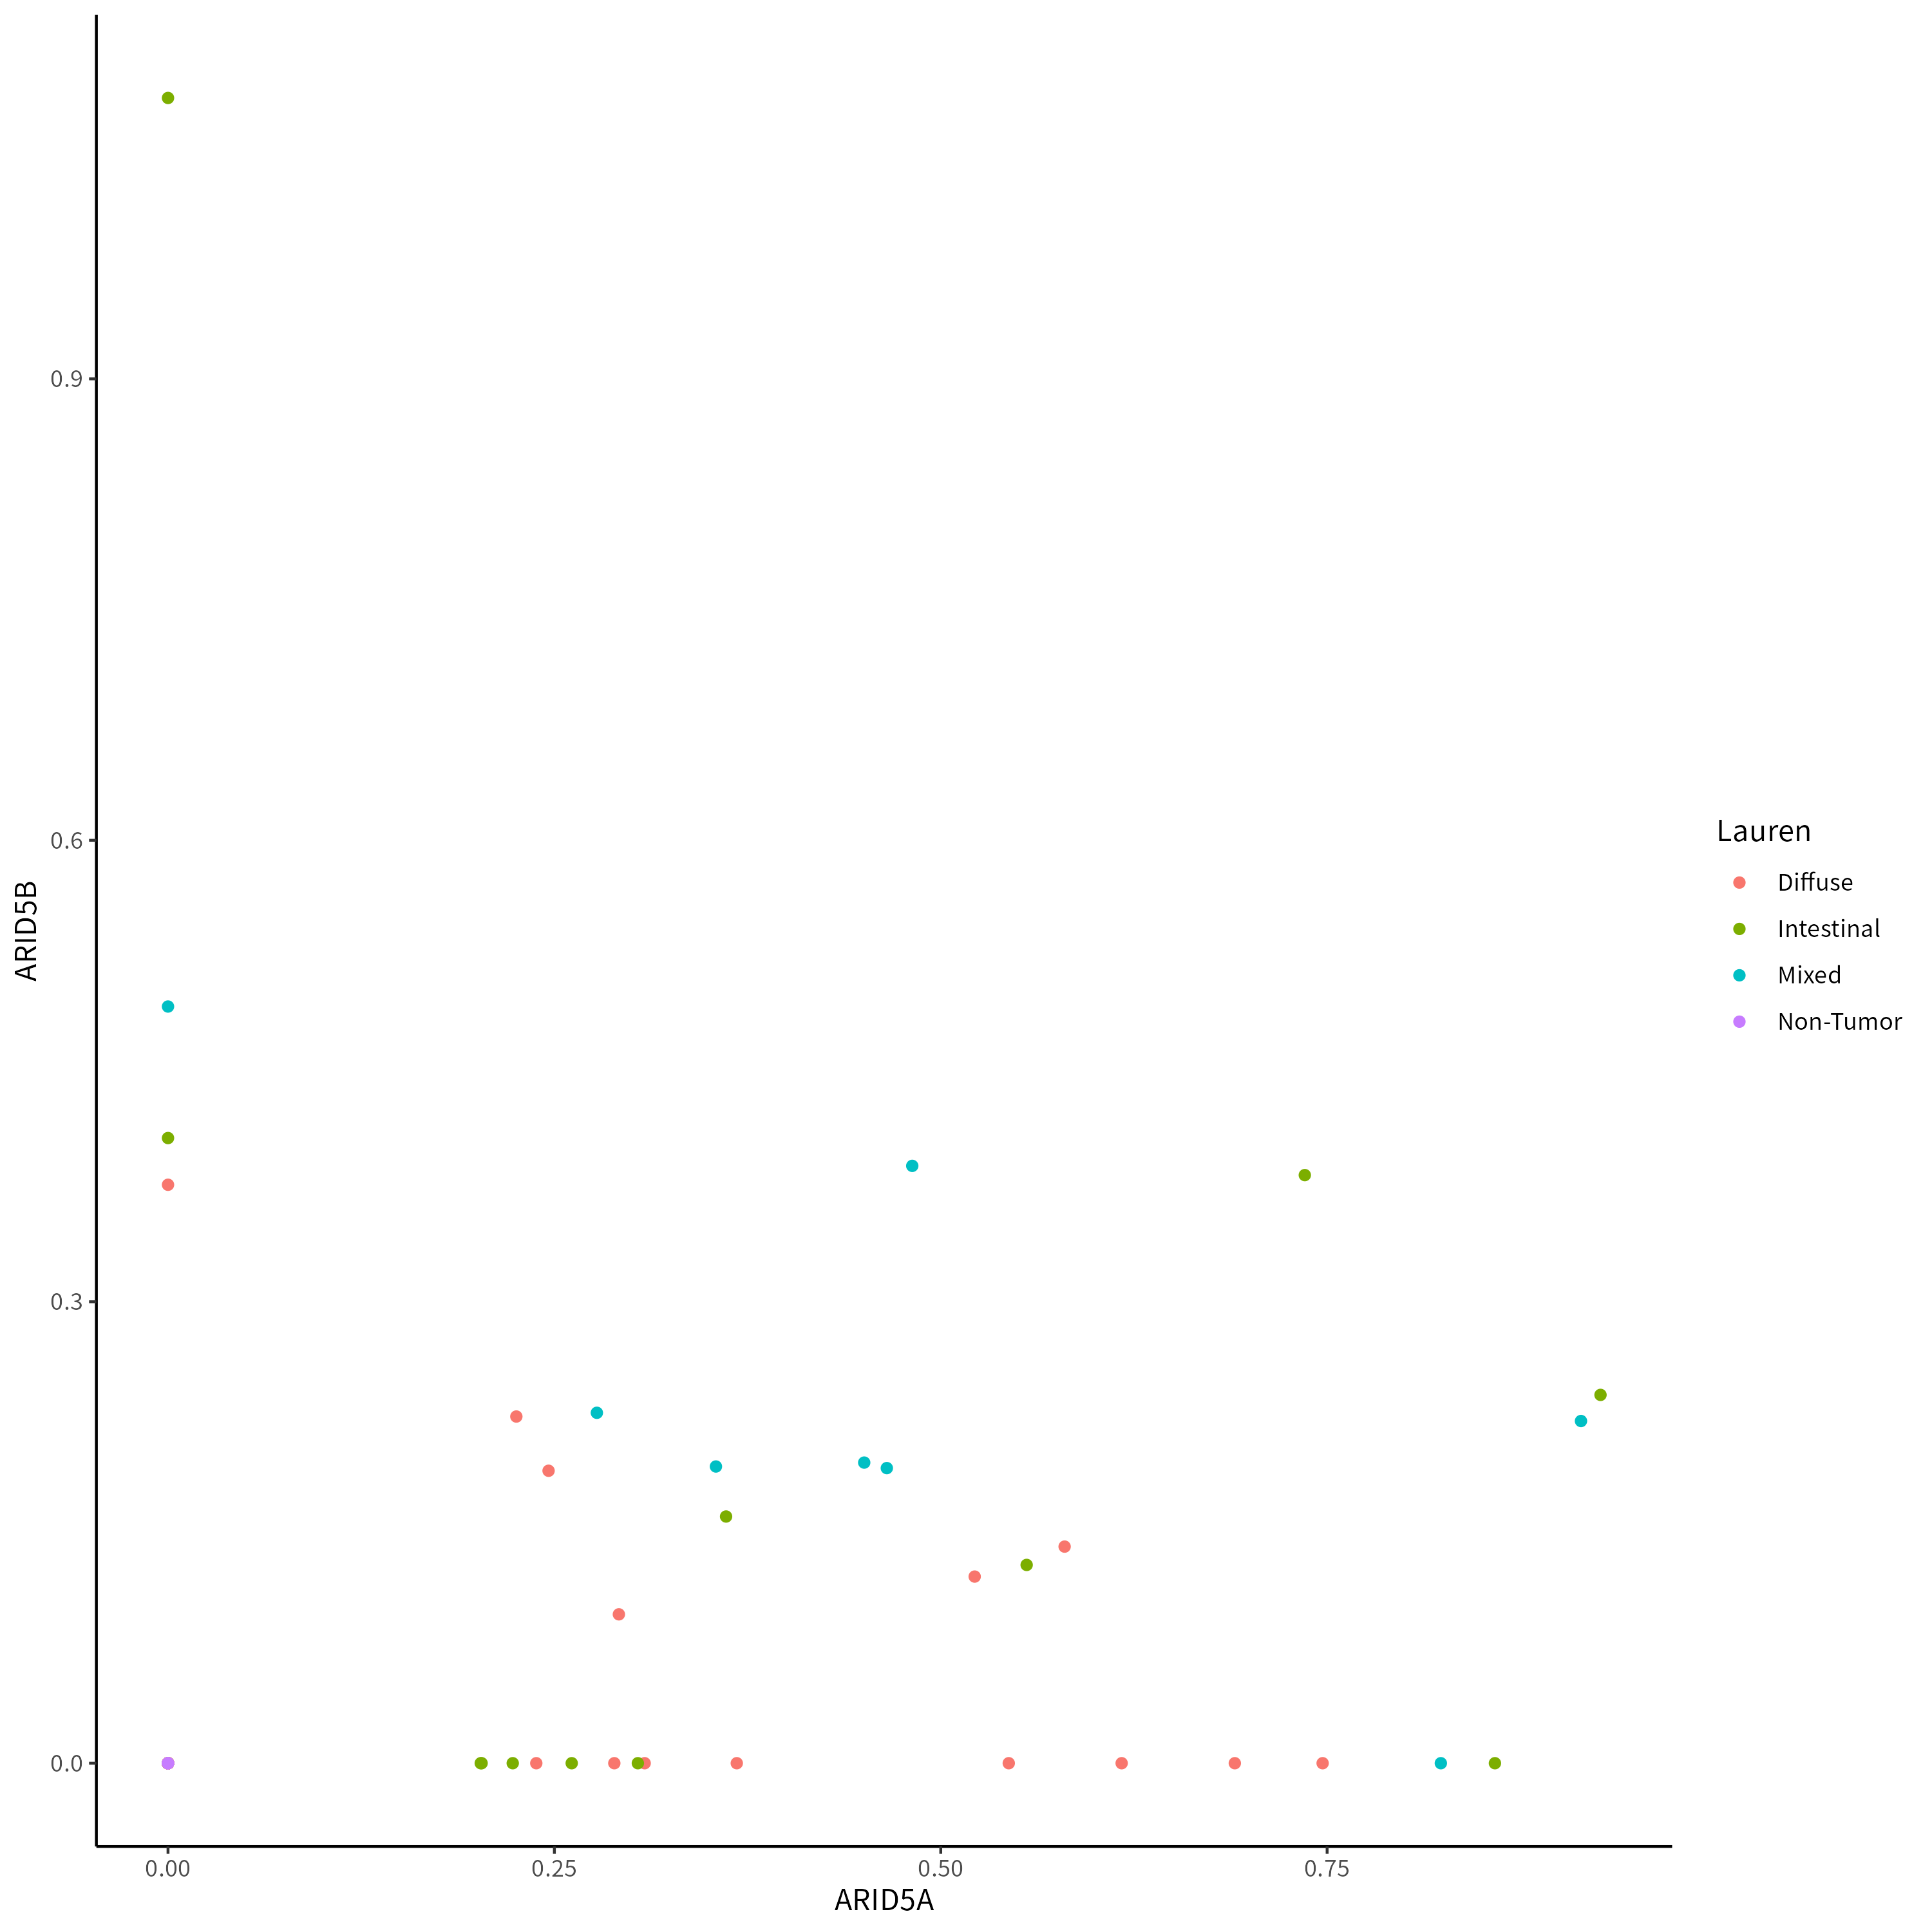 0.9
0.6
0.3
0.0
ARID5B
0.00 0.25 0.50 0.75
ARID5A
Lauren
Diffuse
Intestinal
Mixed
Non-Tumor